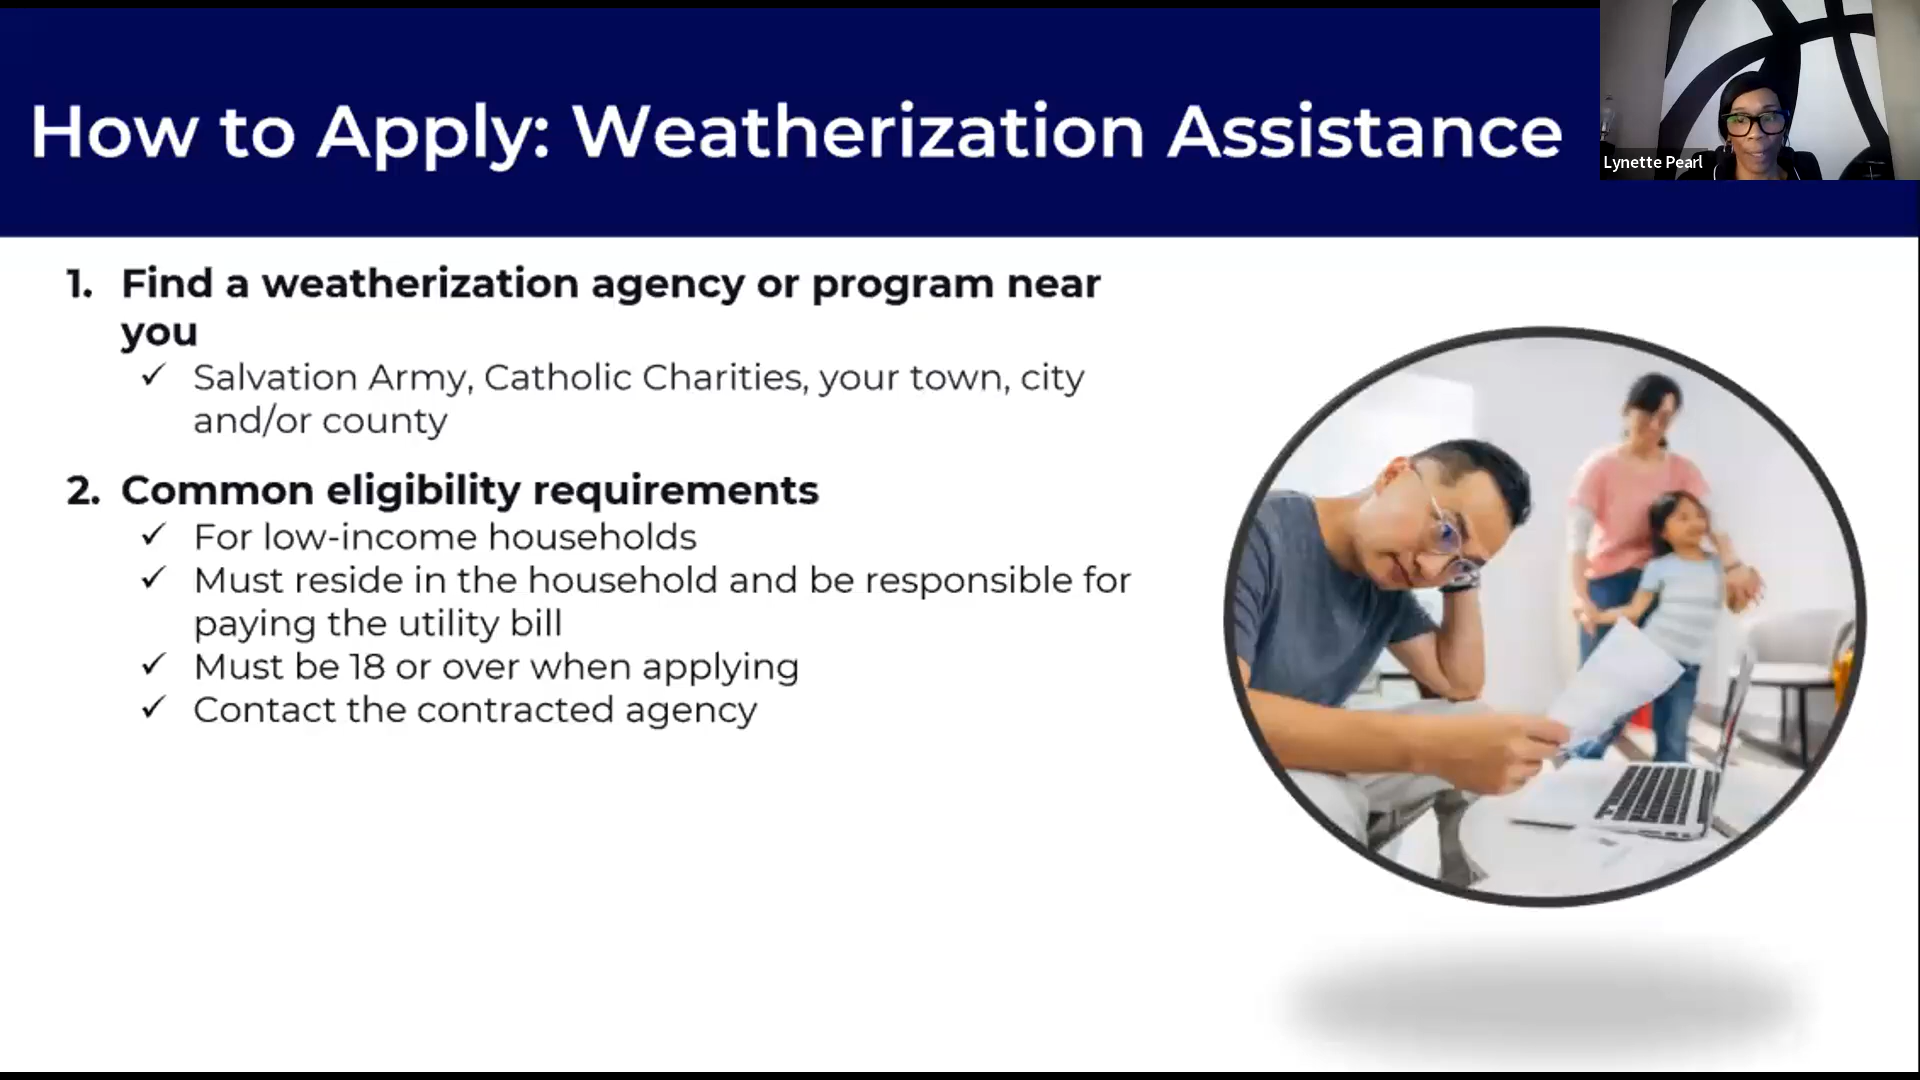 How to Apply: Weatherization Assistance
Lynette Pearl
1. Find a weatherization agency or program near
you
✓ Salvation Army, Catholic Charities, your town, city
and/or county
2. Common eligibility requirements
✓ For low-income households
✓ Must reside in the household and be responsible for
paying the utility bill
✓ Must be 18 or over when applying
✓ Contact the contracted agency